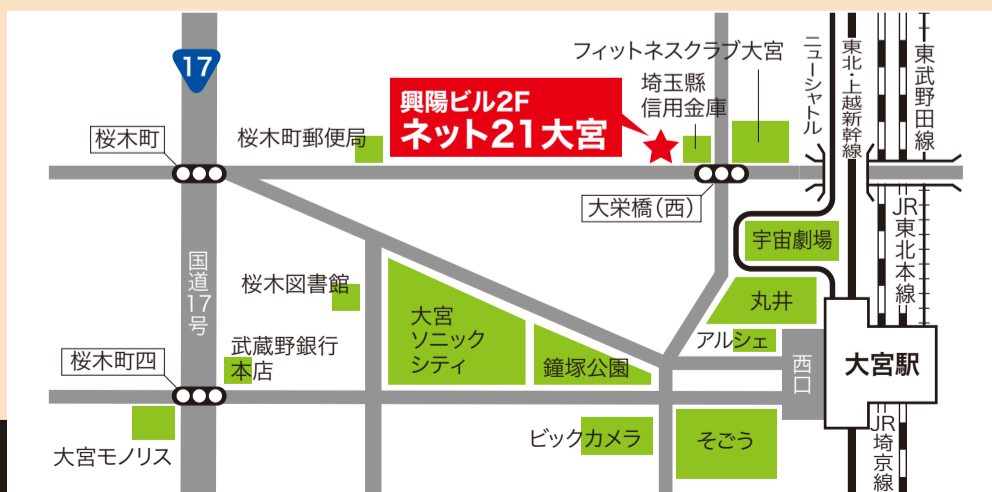 17
フィットネスクラブ大宮
興陽ビル2F
ネット21大宮
埼玉縣
信用金庫
ニューシャトル
東北・上越新幹線
東武野田線
桜木町
桜木町郵便局
大栄橋(西)
JR東北本線
宇宙劇場
国道17号
桜木図書館
大宮
ソニック
シティ
丸井
アルシェ
桜木町四
武蔵野銀行
本店
鐘塚公園
西口
大宮駅
大宮モノリス
ビックカメラ
そごう
JR埼京線